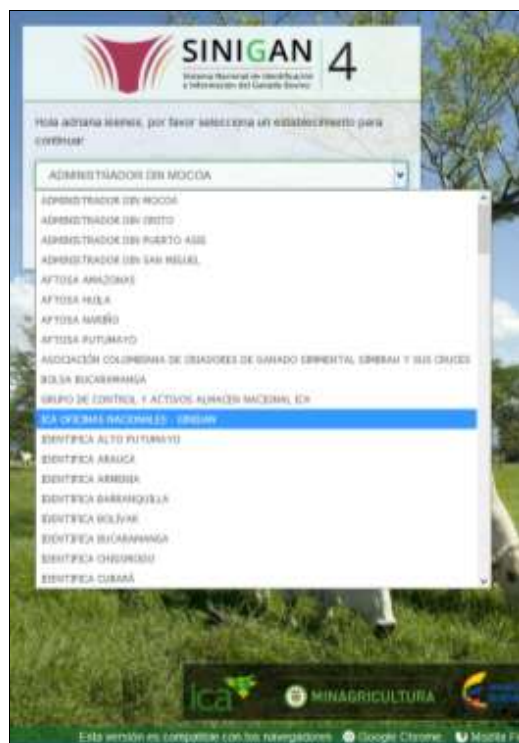 SINIGAN 4
Sistema Nacional de Identificación
e Información del Ganado Bovino
Hola adriana lesmes, por favor selecciona un establecimiento para
continuar
ADMINISTRADOR DIN MOCOA
ADMINISTRADOR DIN MOCOA
ADMINISTRADOR DIN ORITO
ADMINISTRADOR DIN PUERTO ASIS
ADMINISTRADOR DIN SAN MIGUEL
AFTOSA AMAZONAS
AFTOSA HUILA
AFTOSA NARIÑO
AFTOSA PUTUMAYO
ASOCIACIÓN COLOMBIANA DE CRIADORES DE GANADO SIMMENTAL SIMBRAH Y SUS CRUCES
BOLSA BUCARAMANGA
GRUPO DE CONTROL Y ACTIVOS ALMACEN NACIONAL ICA
ICA OFICINAS NACIONALES - SINIGAN
IDENTIFICA ALTO PUTUMAYO
IDENTIFICA ARAUCA
IDENTIFICA ARMENIA
IDENTIFICA BARRANQUILLA
IDENTIFICA BOLÍVAR
IDENTIFICA BUCARAMANGA
IDENTIFICA CHIGORODO
IDENTIFICA CUBARÁ
ica MINAGRICULTURA
Esta versión es compatible con los navegadores Google Chrome Mozilla